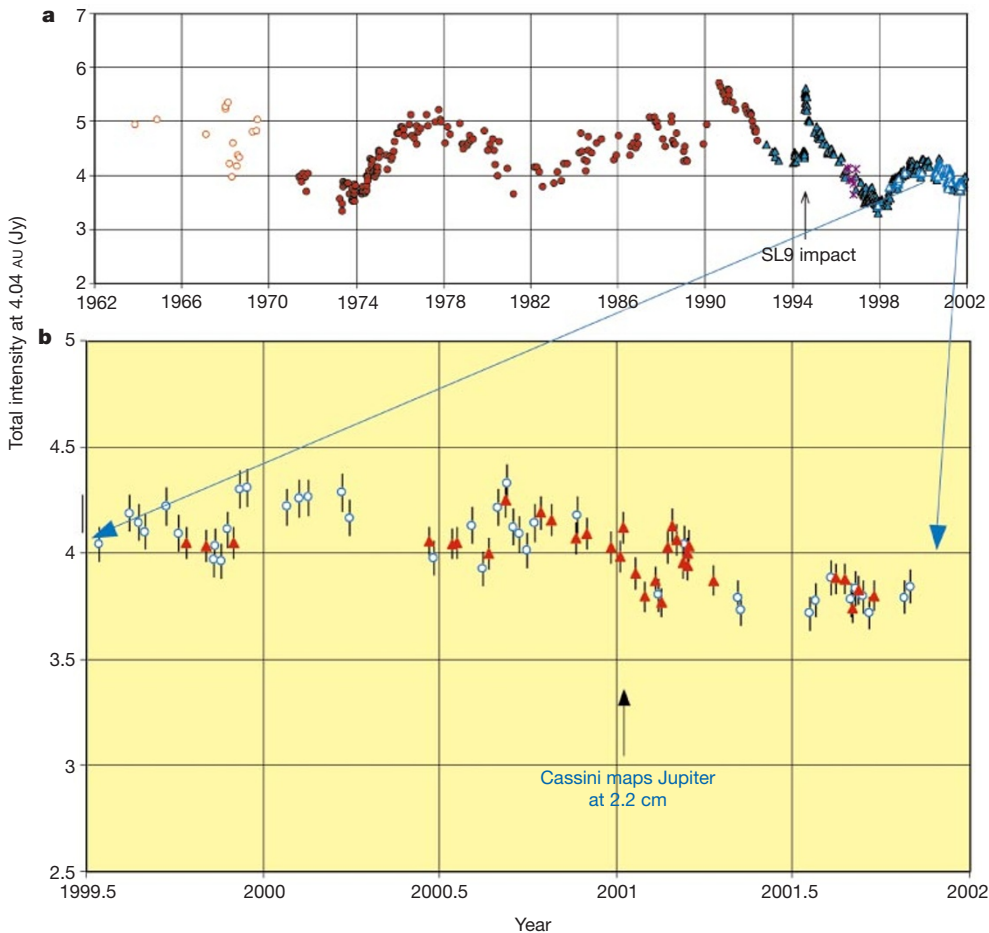 a
7
6
5
4
3
2
1962 1966 1970 1974 1978 1982 1986 1990 1994 1998 2002
SL9 impact
Total intensity at 4.04 AU (Jy)
b
5
4.5
4
3.5
3
2.5
Cassini maps Jupiter
at 2.2 cm
1999.5 2000 2000.5 2001 2001.5 2002
Year